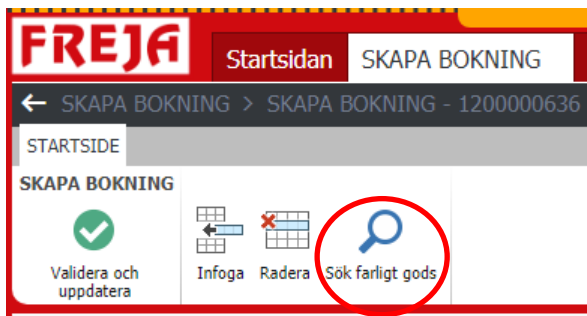 FREJA
Startsidan SKAPA BOKNING
← SKAPA BOKNING > SKAPA BOKNING - 1200000636
STARTSIDE
SKAPA BOKNING
Validera och
uppdatera
Infoga Radera Sök farligt gods